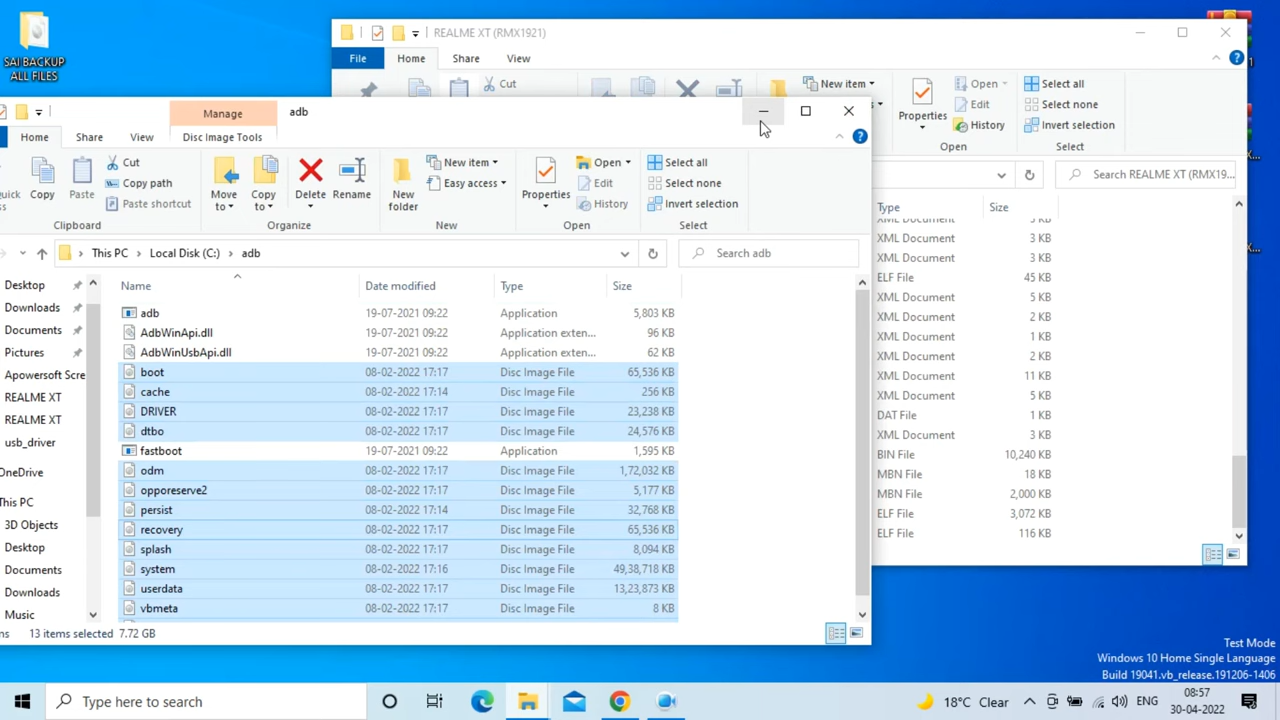 SAI BACKUP
ALL FILES
REALME XT (RMX1921)
File
Home
Share
View
Cut
New item
Properties
Open
Edit
History
Open
Select all
Select none
Invert selection
Select
Search REALME XT (RMX19...
Type
Size
XML Document 3 KB
XML Document 3 KB
XML Document 3 KB
ELF File 45 KB
XML Document 5 KB
XML Document 2 KB
XML Document 1 KB
XML Document 2 KB
XML Document 11 KB
XML Document 5 KB
DAT File 1 KB
XML Document 3 KB
BIN File 10,240 KB
MBN File 18 KB
MBN File 2,000 KB
ELF File 3,072 KB
ELF File 116 KB
Manage
adb
Home
Share
View
Disc Image Tools
Copy
Paste
Cut
Copy path
Paste shortcut
Clipboard
Move
to
Copy
to
Delete
Rename
Organize
New
folder
New item
Easy access
New
Properties
Open
Edit
History
Open
Select all
Select none
Invert selection
Select
This PC > Local Disk (C:) > adb
Search adb
Desktop
Downloads
Documents
Pictures
Apowersoft Scre
REALME XT
REALME XT
usb_driver
OneDrive
This PC
3D Objects
Desktop
Documents
Downloads
Music
Name Date modified Type Size
adb 19-07-2021 09:22 Application 5,803 KB
AdbWinApi.dll 19-07-2021 09:22 Application exten... 96 KB
AdbWinUsbApi.dll 19-07-2021 09:22 Application exten... 62 KB
boot 08-02-2022 17:17 Disc Image File 65,536 KB
cache 08-02-2022 17:14 Disc Image File 256 KB
DRIVER 08-02-2022 17:17 Disc Image File 23,238 KB
dtbo 08-02-2022 17:17 Disc Image File 24,576 KB
fastboot 19-07-2021 09:22 Application 1,595 KB
odm 08-02-2022 17:17 Disc Image File 1,72,032 KB
opporeserve2 08-02-2022 17:17 Disc Image File 5,177 KB
persist 08-02-2022 17:14 Disc Image File 32,768 KB
recovery 08-02-2022 17:17 Disc Image File 65,536 KB
splash 08-02-2022 17:17 Disc Image File 8,094 KB
system 08-02-2022 17:16 Disc Image File 49,38,718 KB
userdata 08-02-2022 17:17 Disc Image File 13,23,873 KB
vbmeta 08-02-2022 17:17 Disc Image File 8 KB
13 items selected 7.72 GB
Test Mode
Windows 10 Home Single Language
Build 19041.vb_release.191206-1406
Type here to search
18°C Clear
ENG
08:57
30-04-2022